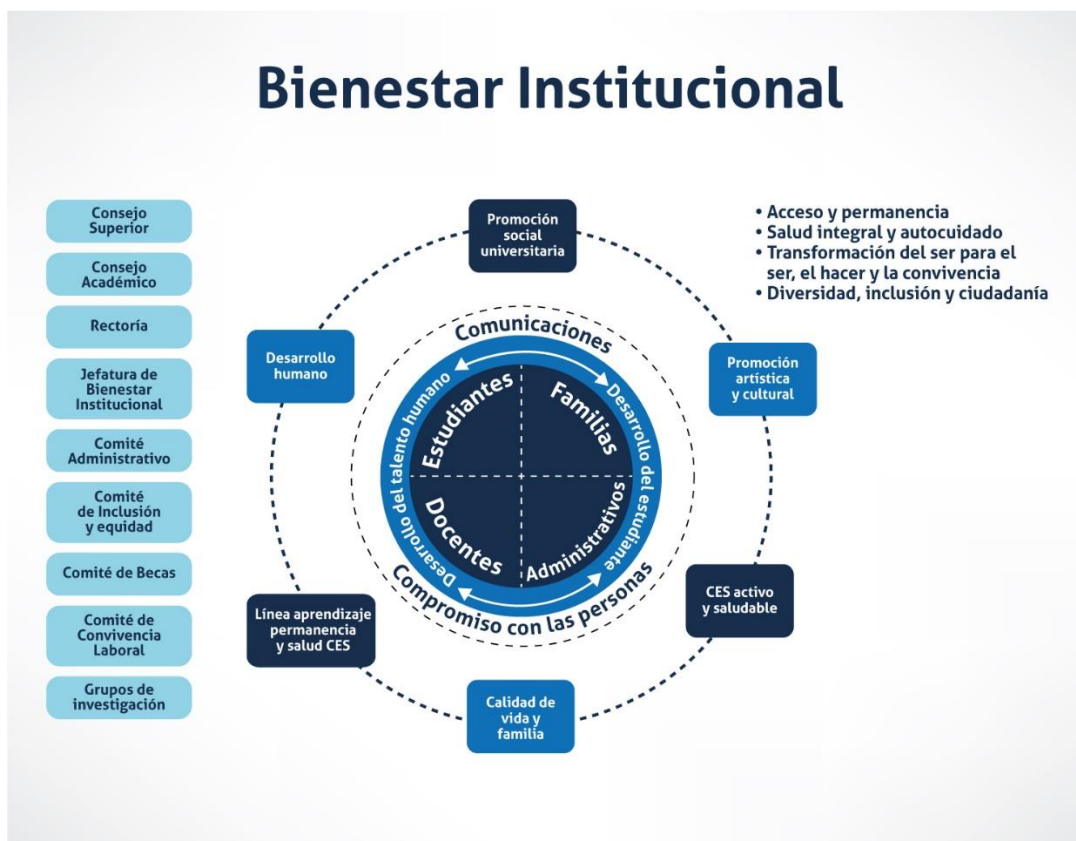 Bienestar Institucional
Consejo
Superior
Consejo
Académico
Rectoría
Jefatura de
Bienestar
Institucional
Comité
Administrativo
Comité
de Inclusión
y equidad
Comité de Becas
Comité de
Convivencia
Laboral
Grupos de
investigación
Promoción
social
universitaria
Desarrollo
humano
Promoción
artística
y cultural
Línea aprendizaje
permanencia
y salud CES
CES activo
y saludable
Calidad de
vida y
familia
Comunicaciones
Compromiso con las personas
Desarrollo del talento humano
Desarrollo del estudiante
Estudiantes
Familias
Docentes
Administrativos
• Acceso y permanencia
• Salud integral y autocuidado
• Transformación del ser para el
ser, el hacer y la convivencia
• Diversidad, inclusión y ciudadanía